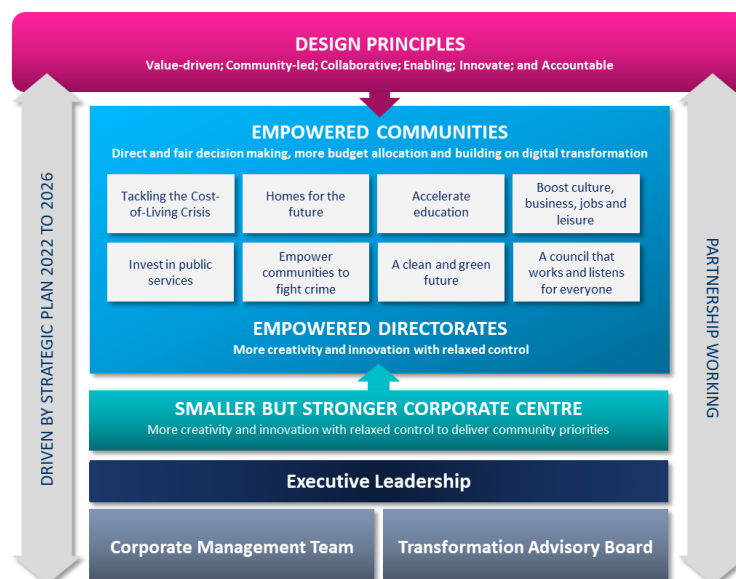 DESIGN PRINCIPLES
Value-driven; Community-led; Collaborative; Enabling; Innovate; and Accountable
DRIVEN BY STRATEGIC PLAN 2022 TO 2026
EMPOWERED COMMUNITIES
Direct and fair decision making, more budget allocation and building on digital transformation
Tackling the Cost-
of-Living Crisis
Homes for the
future
Accelerate
education
Boost culture,
business, jobs and
leisure
Invest in public
services
Empower
communities to
fight crime
A clean and green
future
A council that
works and listens
for everyone
EMPOWERED DIRECTORATES
More creativity and innovation with relaxed control
SMALLER BUT STRONGER CORPORATE CENTRE
More creativity and innovation with relaxed control to deliver community priorities
Executive Leadership
Corporate Management Team
Transformation Advisory Board
PARTNERSHIP WORKING